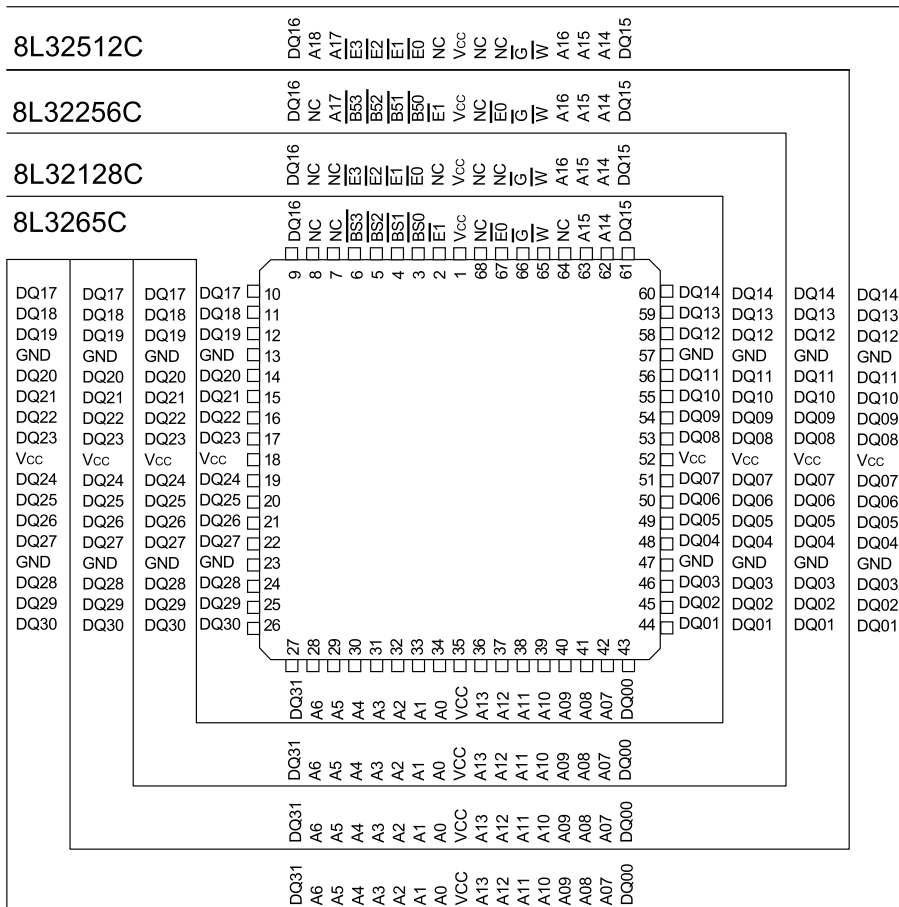 8L32512C DQ16 A18 A17 E3 E2 E1 E0 NC Vcc NC NC G W A16 A15 A14 DQ15
8L32256C DQ16 NC A17 B53 B52 B51 B50 E1 Vcc NC E0 G W A16 A15 A14 DQ15
8L32128C DQ16 NC NC E3 E2 E1 E0 NC Vcc NC NC G W A16 A15 A14 DQ15
8L3265C DQ16 NC NC BS3 BS2 BS1 BS0 E1 Vcc NC E0 G W NC A15 A14 DQ15
9 8 7 6 5 4 3 2 1 68 67 66 65 64 63 62 61
DQ17 DQ17 DQ17 DQ17 10 60 DQ14 DQ14 DQ14 DQ14
DQ18 DQ18 DQ18 DQ18 11 59 DQ13 DQ13 DQ13 DQ13
DQ19 DQ19 DQ19 DQ19 12 58 DQ12 DQ12 DQ12 DQ12
GND GND GND GND 13 57 GND GND GND GND
DQ20 DQ20 DQ20 DQ20 14 56 DQ11 DQ11 DQ11 DQ11
DQ21 DQ21 DQ21 DQ21 15 55 DQ10 DQ10 DQ10 DQ10
DQ22 DQ22 DQ22 DQ22 16 54 DQ09 DQ09 DQ09 DQ09
DQ23 DQ23 DQ23 DQ23 17 53 DQ08 DQ08 DQ08 DQ08
Vcc Vcc Vcc Vcc 18 52 Vcc Vcc Vcc Vcc
DQ24 DQ24 DQ24 DQ24 19 51 DQ07 DQ07 DQ07 DQ07
DQ25 DQ25 DQ25 DQ25 20 50 DQ06 DQ06 DQ06 DQ06
DQ26 DQ26 DQ26 DQ26 21 49 DQ05 DQ05 DQ05 DQ05
DQ27 DQ27 DQ27 DQ27 22 48 DQ04 DQ04 DQ04 DQ04
GND GND GND GND 23 47 GND GND GND GND
DQ28 DQ28 DQ28 DQ28 24 46 DQ03 DQ03 DQ03 DQ03
DQ29 DQ29 DQ29 DQ29 25 45 DQ02 DQ02 DQ02 DQ02
DQ30 DQ30 DQ30 DQ30 26 44 DQ01 DQ01 DQ01 DQ01
27 28 29 30 31 32 33 34 35 36 37 38 39 40 41 42 43
DQ31 A6 A5 A4 A3 A2 A1 A0 VCC A13 A12 A11 A10 A09 A08 A07 DQ00
DQ31 A6 A5 A4 A3 A2 A1 A0 VCC A13 A12 A11 A10 A09 A08 A07 DQ00
DQ31 A6 A5 A4 A3 A2 A1 A0 VCC A13 A12 A11 A10 A09 A08 A07 DQ00
DQ31 A6 A5 A4 A3 A2 A1 A0 VCC A13 A12 A11 A10 A09 A08 A07 DQ00